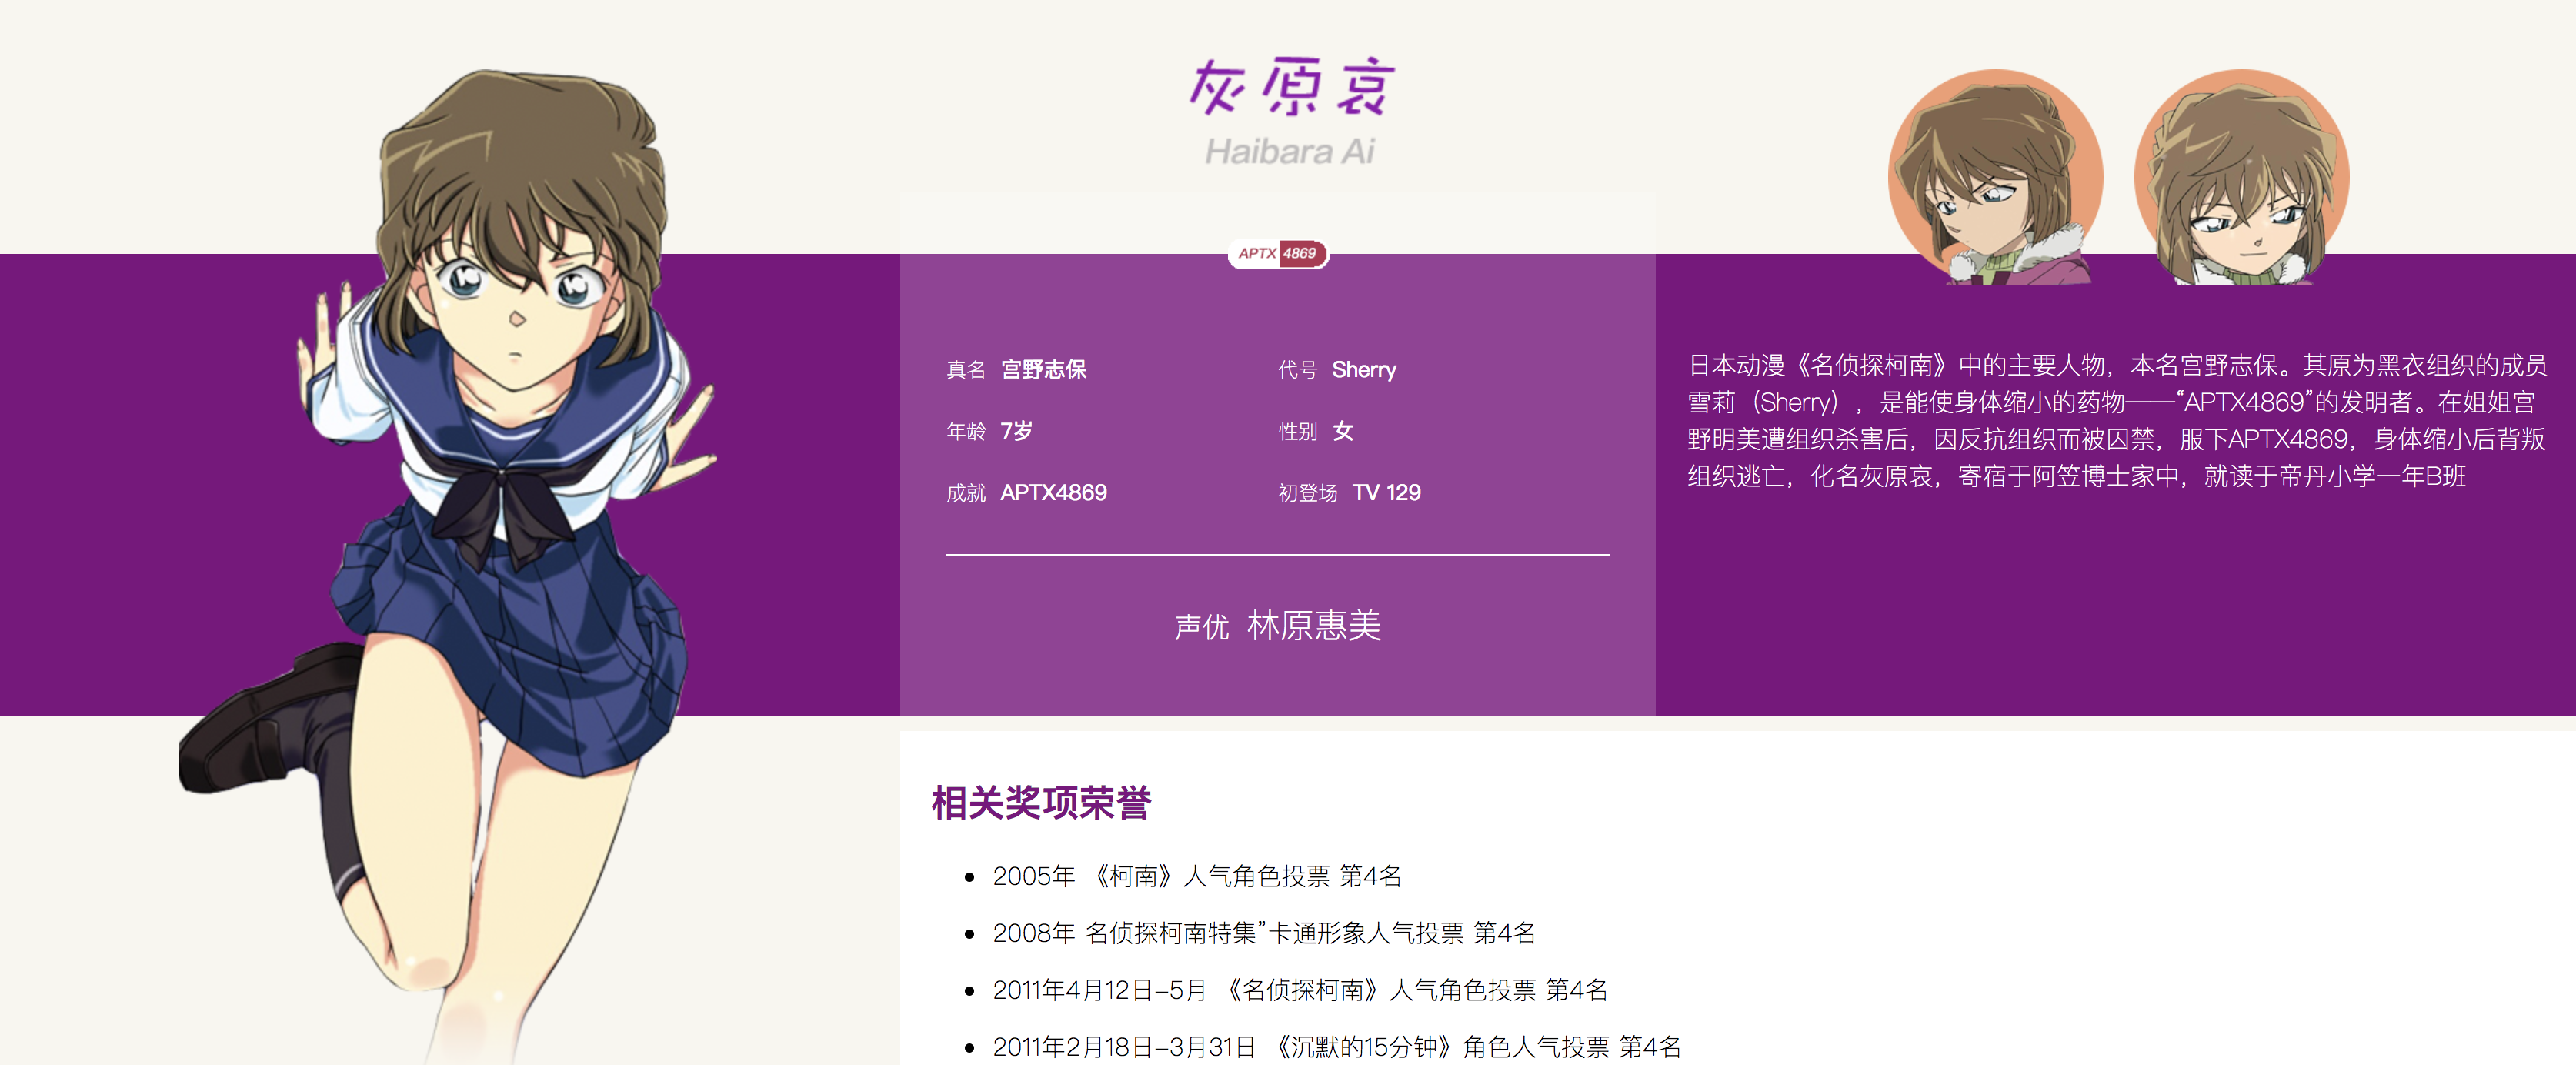 灰原哀
Haibara Ai
APTX 4869
真名 宫野志保
代号 Sherry
年龄 7岁
性别 女
成就 APTX4869
初登场 TV 129
声优 林原惠美
日本动漫《名侦探柯南》中的主要人物，本名宫野志保。其原为黑衣组织的成员
雪莉（Sherry），是能使身体缩小的药物——“APTX4869”的发明者。在姐姐宫
野明美遭组织杀害后，因反抗组织而被囚禁，服下APTX4869，身体缩小后背叛
组织逃亡，化名灰原哀，寄宿于阿笠博士家中，就读于帝丹小学一年B班
相关奖项荣誉
• 2005年 《柯南》人气角色投票 第4名
• 2008年 名侦探柯南特集”卡通形象人气投票 第4名
• 2011年4月12日-5月 《名侦探柯南》人气角色投票 第4名
• 2011年2月18日-3月31日 《沉默的15分钟》角色人气投票 第4名